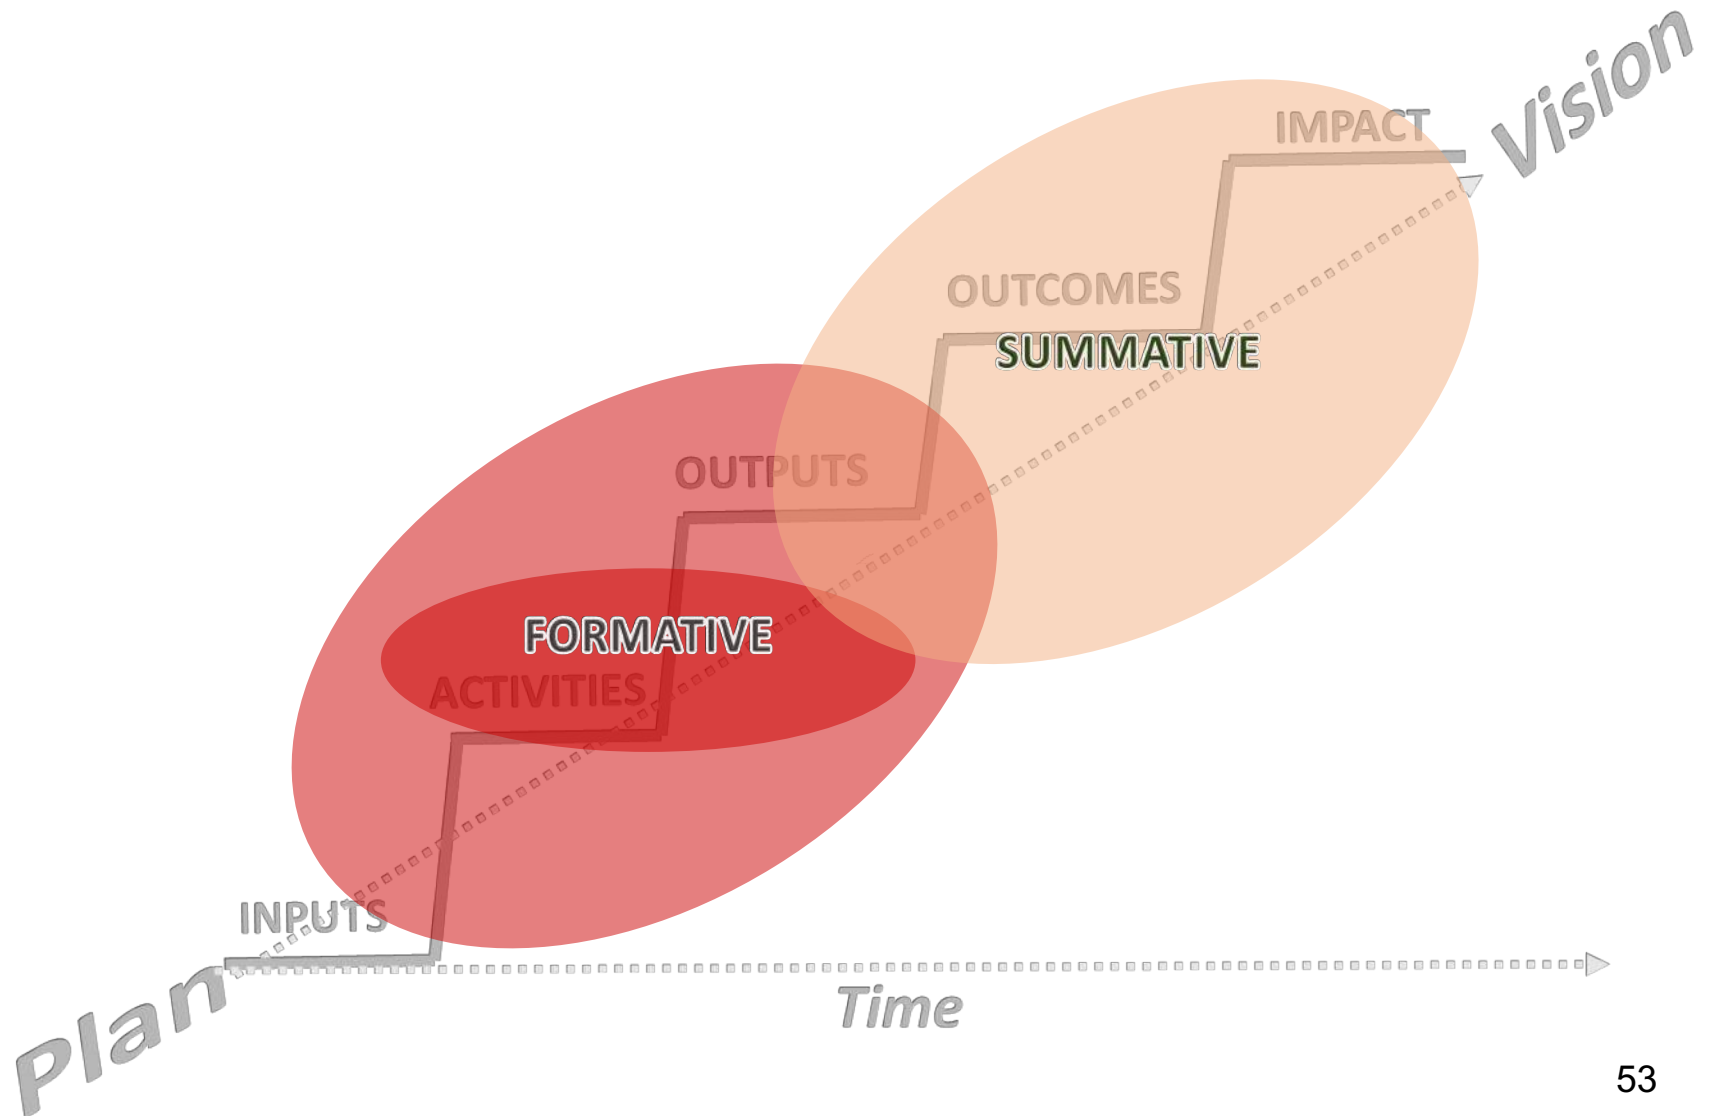 Vision
IMPACT
OUTCOMES
SUMMATIVE
OUTPUTS
FORMATIVE
ACTIVITIES
INPUTS
Plan
Time
53